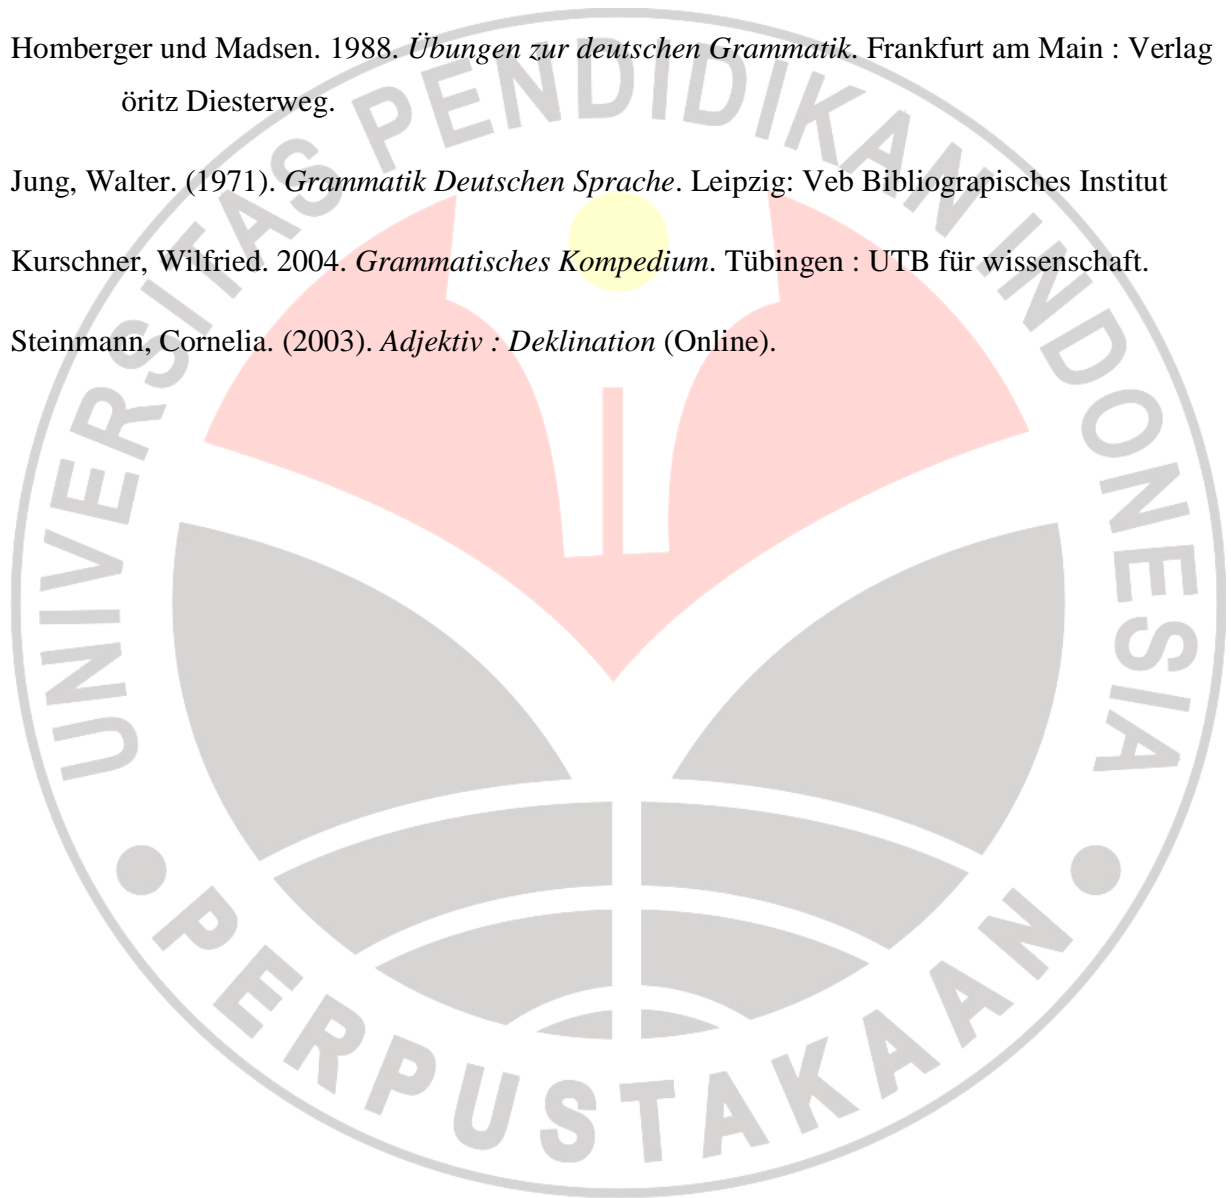 Homberger und Madsen. 1988. Übungen zur deutschen Grammatik. Frankfurt am Main : Verlag
öritz Diesterweg.
Jung, Walter. (1971). Grammatik Deutschen Sprache. Leipzig: Veb Bibliograpisches Institut
Kurschner, Wilfried. 2004. Grammatisches Kompedium. Tübingen : UTB für wissenschaft.
Steinmann, Cornelia. (2003). Adjektiv : Deklination (Online).
UNIVERSITAS PENDIDIKAN INDONESIA
PERPUSTAKAAN